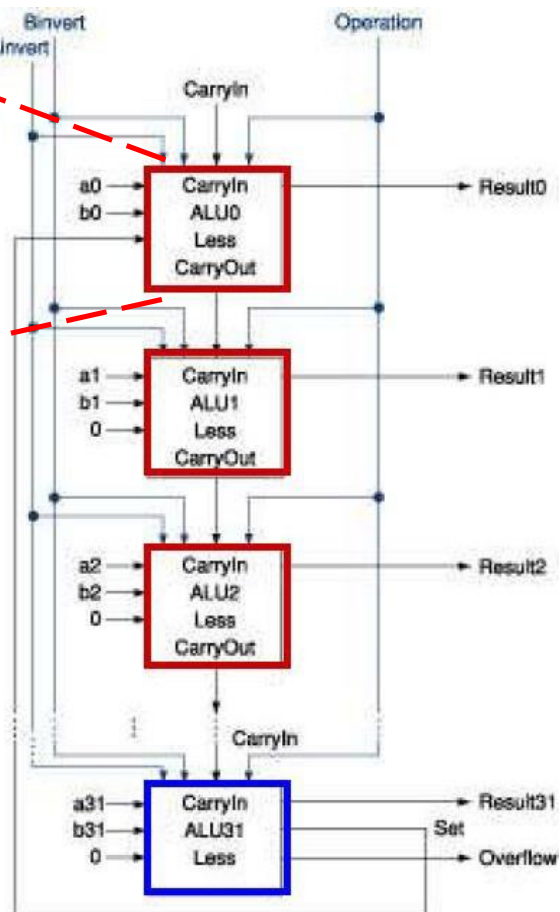 Binvert
Operation
invert
CarryIn
a0
CarryIn
Result0
b0
ALU0
Less
CarryOut
a1
CarryIn
Result1
b1
ALU1
0
Less
CarryOut
a2
CarryIn
Result2
b2
ALU2
0
Less
CarryOut
CarryIn
a31
CarryIn
Result31
b31
ALU31
Set
0
Less
Overflow